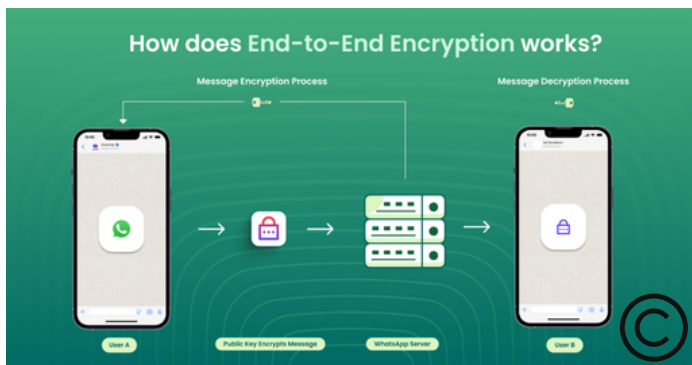 How does End-to-End Encryption works?
Message Encryption Process
Message Decryption Process
User A
Public Key Encrypts Message
WhatsApp Server
User B
©